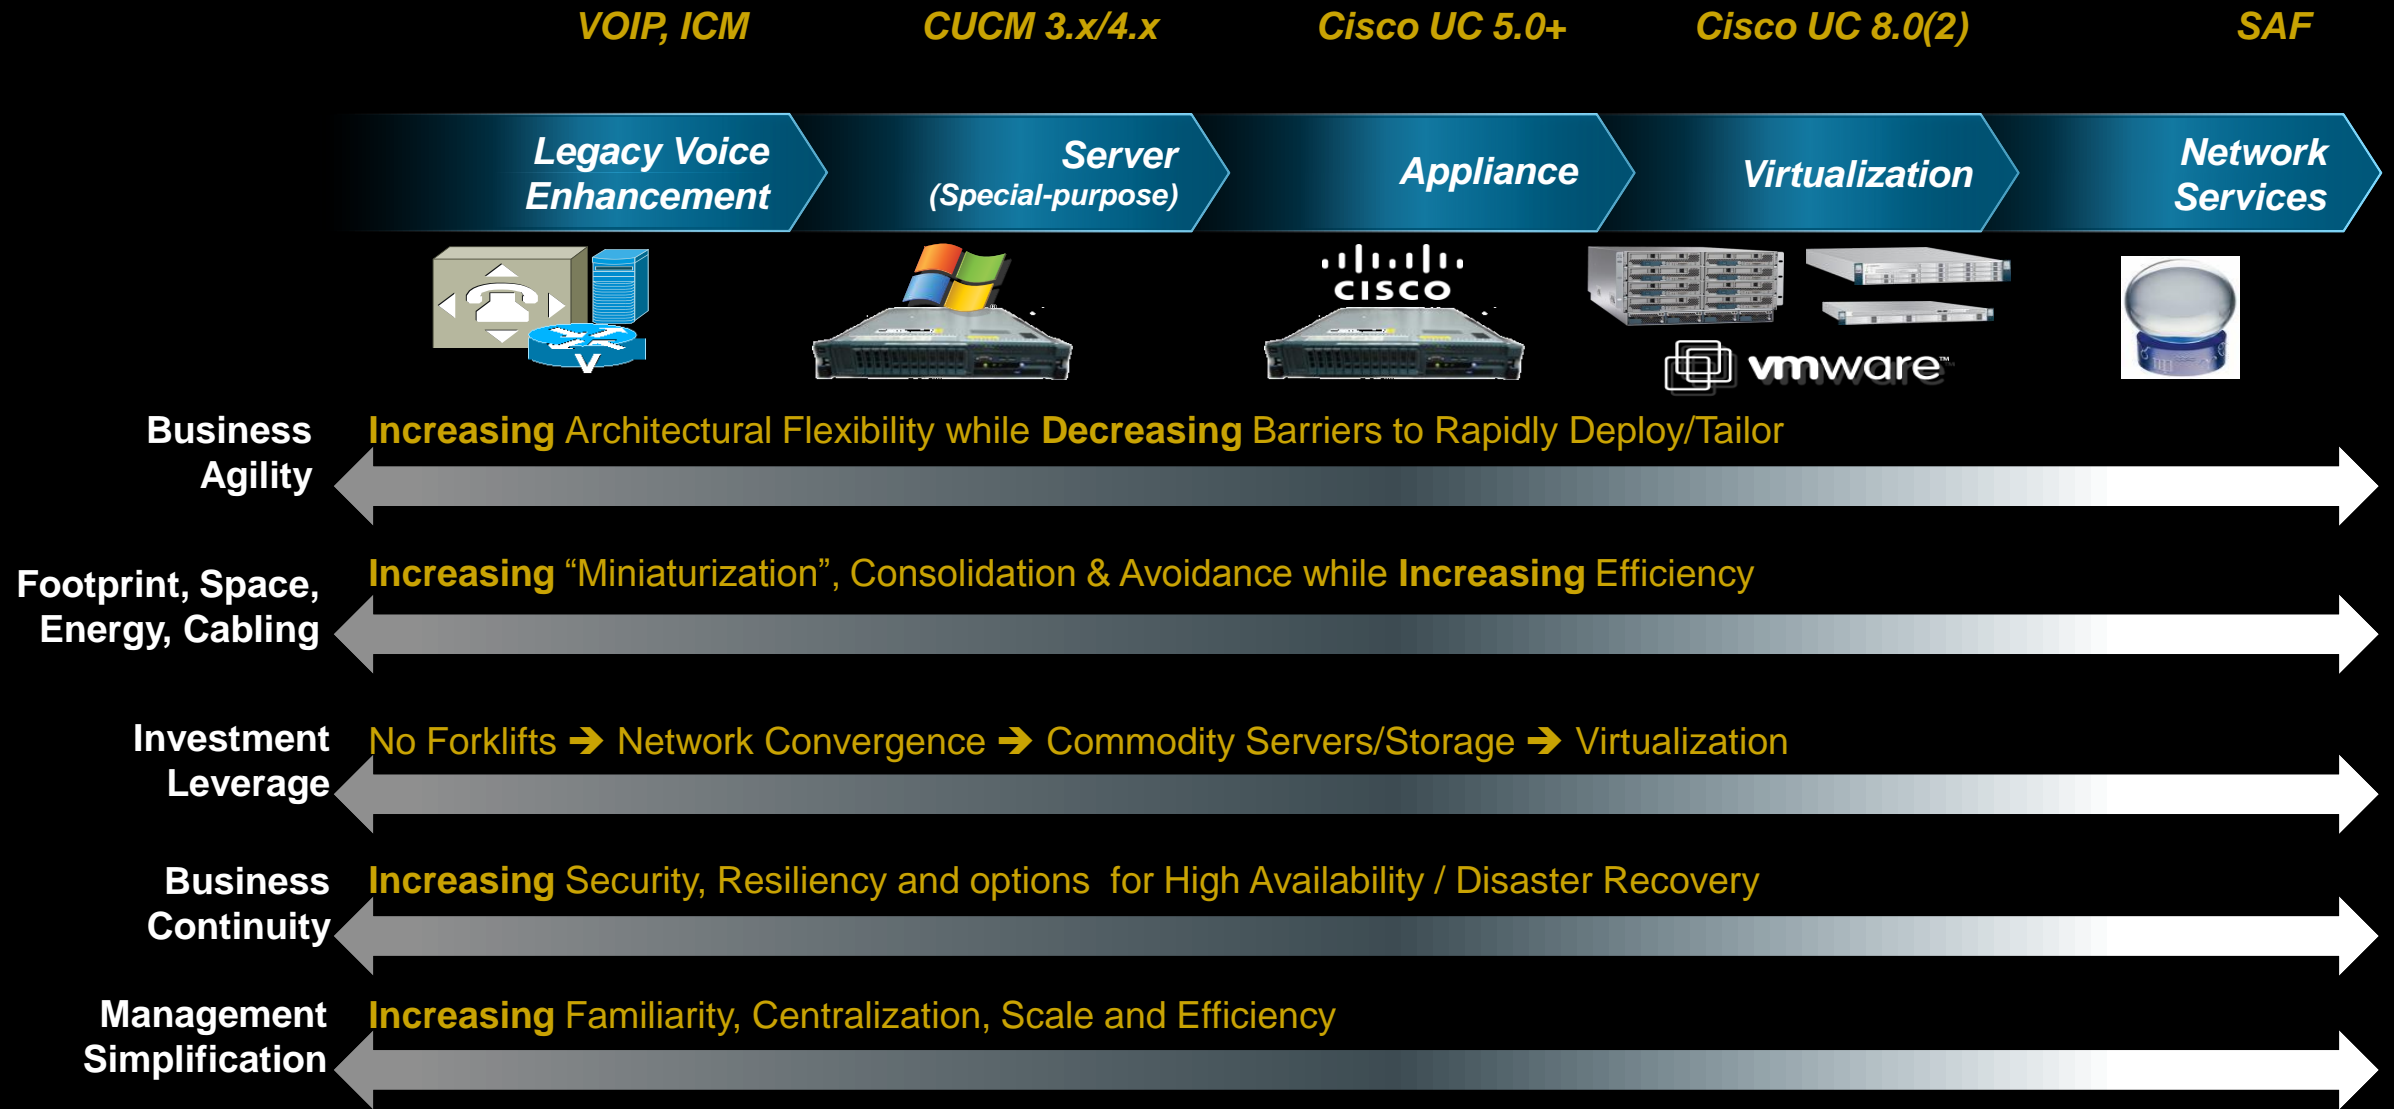 VOIP, ICM
CUCM 3.x/4.x
Cisco UC 5.0+
Cisco UC 8.0(2)
SAF
Legacy Voice
Enhancement
Server
(Special-purpose)
Appliance
Virtualization
Network
Services
CISCO
V
vmware™
Business
Agility
Increasing Architectural Flexibility while Decreasing Barriers to Rapidly Deploy/Tailor
Footprint, Space,
Energy, Cabling
Increasing “Miniaturization”, Consolidation & Avoidance while Increasing Efficiency
Investment
Leverage
No Forklifts ➔ Network Convergence ➔ Commodity Servers/Storage ➔ Virtualization
Business
Continuity
Increasing Security, Resiliency and options  for High Availability / Disaster Recovery
Management
Simplification
Increasing Familiarity, Centralization, Scale and Efficiency